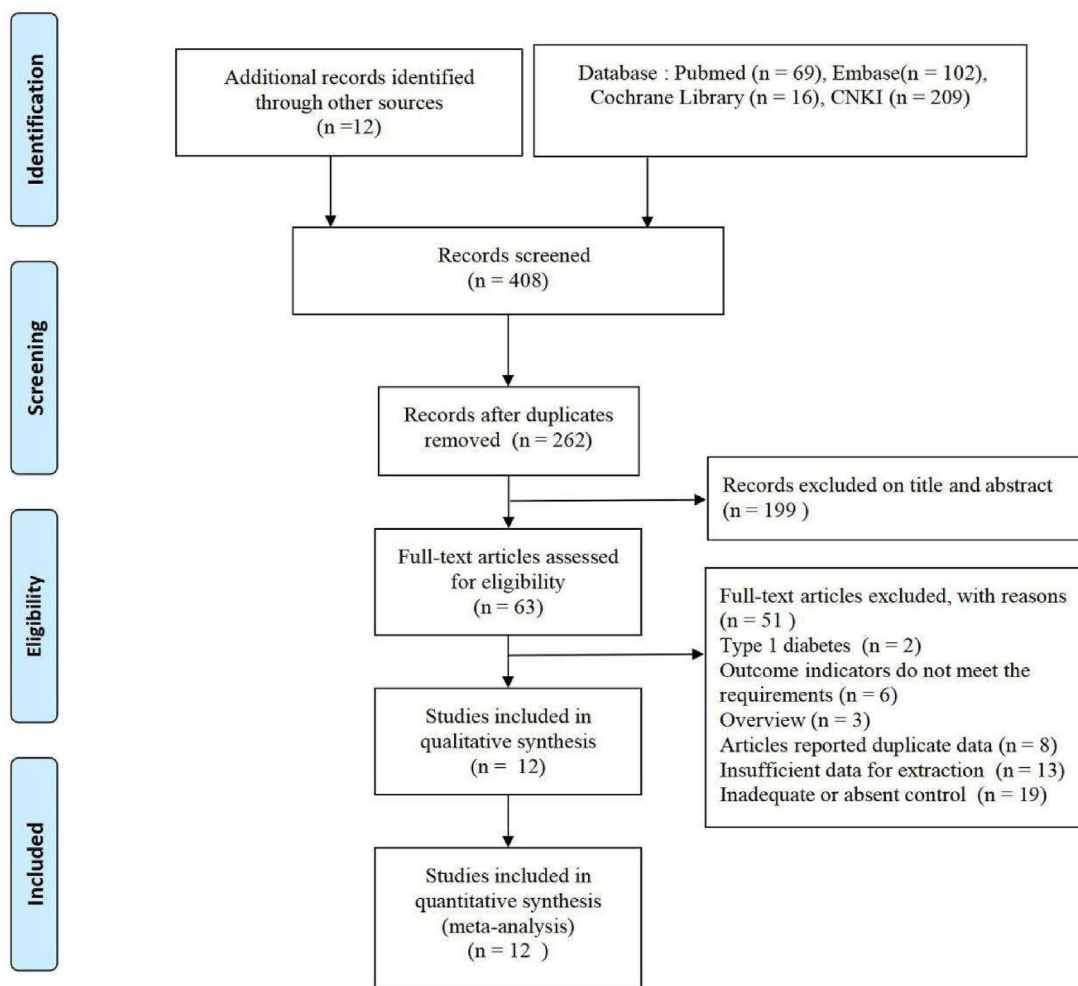 Identification
Additional records identified
through other sources
(n =12)
Database : Pubmed (n = 69), Embase(n = 102),
Cochrane Library (n = 16), CNKI (n = 209)
Screening
Records screened
(n = 408)
Records after duplicates
removed (n = 262)
Records excluded on title and abstract
(n = 199 )
Eligibility
Full-text articles assessed
for eligibility
(n = 63)
Full-text articles excluded, with reasons
(n = 51 )
Type 1 diabetes (n = 2)
Outcome indicators do not meet the
requirements (n = 6)
Overview (n = 3)
Articles reported duplicate data (n = 8)
Insufficient data for extraction (n = 13)
Inadequate or absent control (n = 19)
Studies included in
qualitative synthesis
(n = 12)
Included
Studies included in
quantitative synthesis
(meta-analysis)
(n = 12 )